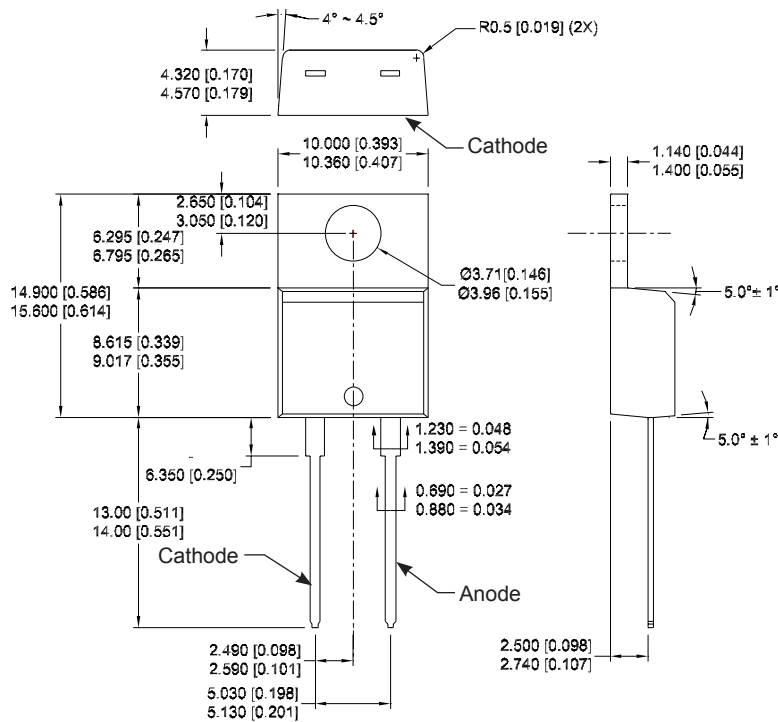 4° ~ 4.5°
R0.5 [0.019] (2X)
4.320 [0.170]
4.570 [0.179]
Cathode
10.000 [0.393]
10.360 [0.407]
1.140 [0.044]
1.400 [0.055]
2.650 [0.104]
3.050 [0.120]
6.295 [0.247]
6.795 [0.265]
Ø3.71[0.146]
Ø3.96 [0.155]
14.900 [0.586]
15.600 [0.614]
5.0°± 1°
8.615 [0.339]
9.017 [0.355]
1.230 = 0.048
1.390 = 0.054
5.0° ± 1°
6.350 [0.250]
0.690 = 0.027
0.880 = 0.034
13.00 [0.511]
14.00 [0.551]
Cathode
Anode
2.490 [0.098]
2.590 [0.101]
2.500 [0.098]
2.740 [0.107]
5.030 [0.198]
5.130 [0.201]